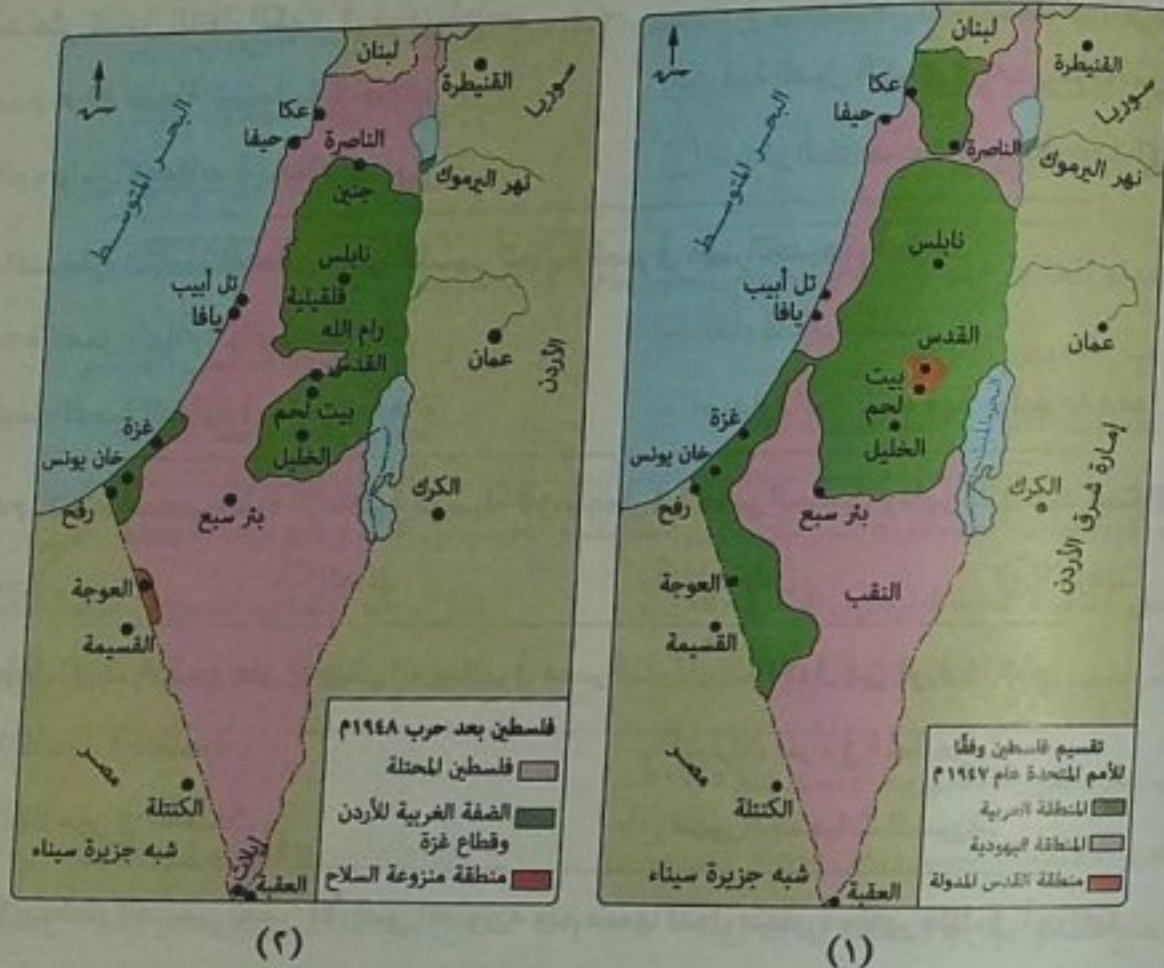 لبنان
القنيطرة
سوريا
عكا
حيفا
الناصرة
نهر اليرموك
البحر المتوسط
نابلس
تل أبيب
يافا
القدس
عمان
بيت
لحم
الخليل
غزة
خان يونس
رفح
بئر سبع
الكرك
إمارة شرق الأردن
العوجة
النقب
القسيمة
مصر
الكنتلة
شبه جزيرة سيناء
العقبة
تقسيم فلسطين وفقًا
للأمم المتحدة عام ١٩٤٧م
المنطقة العربية
المنطقة اليهودية
منطقة القدس المدولة
(١)
لبنان
القنيطرة
سوريا
عكا
حيفا
الناصرة
نهر اليرموك
جنين
البحر المتوسط
نابلس
قلقيلية
تل أبيب
يافا
رام الله
عمان
الأردن
القدس
بيت لحم
غزة
الخليل
خان يونس
رفح
بئر سبع
الكرك
العوجة
القسيمة
مصر
الكنتلة
شبه جزيرة سيناء
إيلات
العقبة
فلسطين بعد حرب ١٩٤٨م
فلسطين المحتلة
الضفة الغربية للأردن
وقطاع غزة
منطقة منزوعة السلاح
(٢)